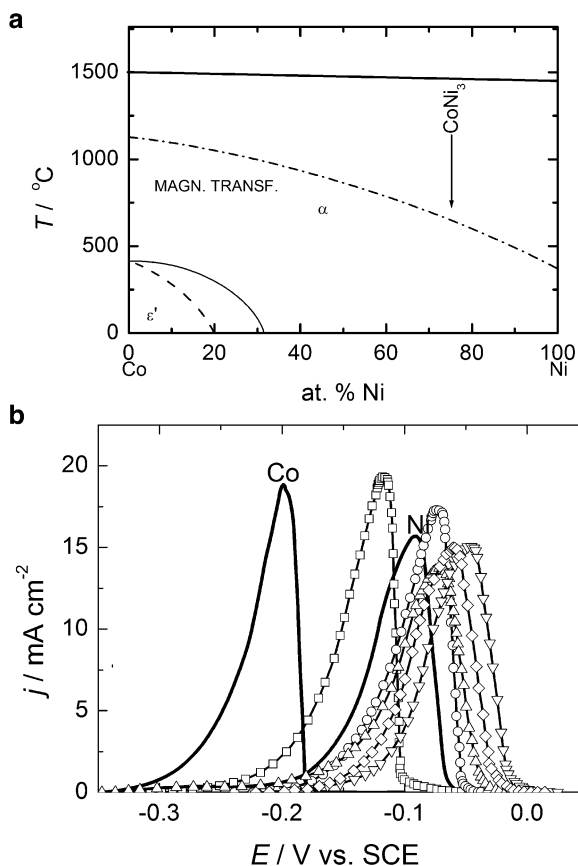 a
1500
1000
500
0
T / °C
CoNi3
MAGN. TRANSF.
α
ε'
0 20 40 60 80 100
Co Ni
at. % Ni
b
20
15
10
5
0
j / mA cm-2
Co
Ni
-0.3 -0.2 -0.1 0.0
E / V vs. SCE